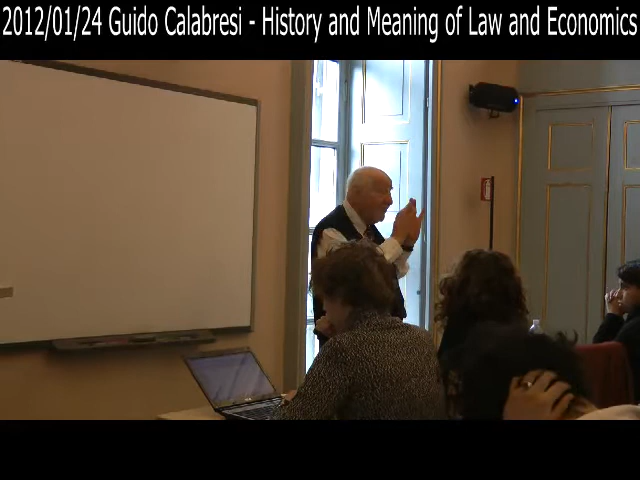 2012/01/24 Guido Calabresi - History and Meaning of Law and Economics